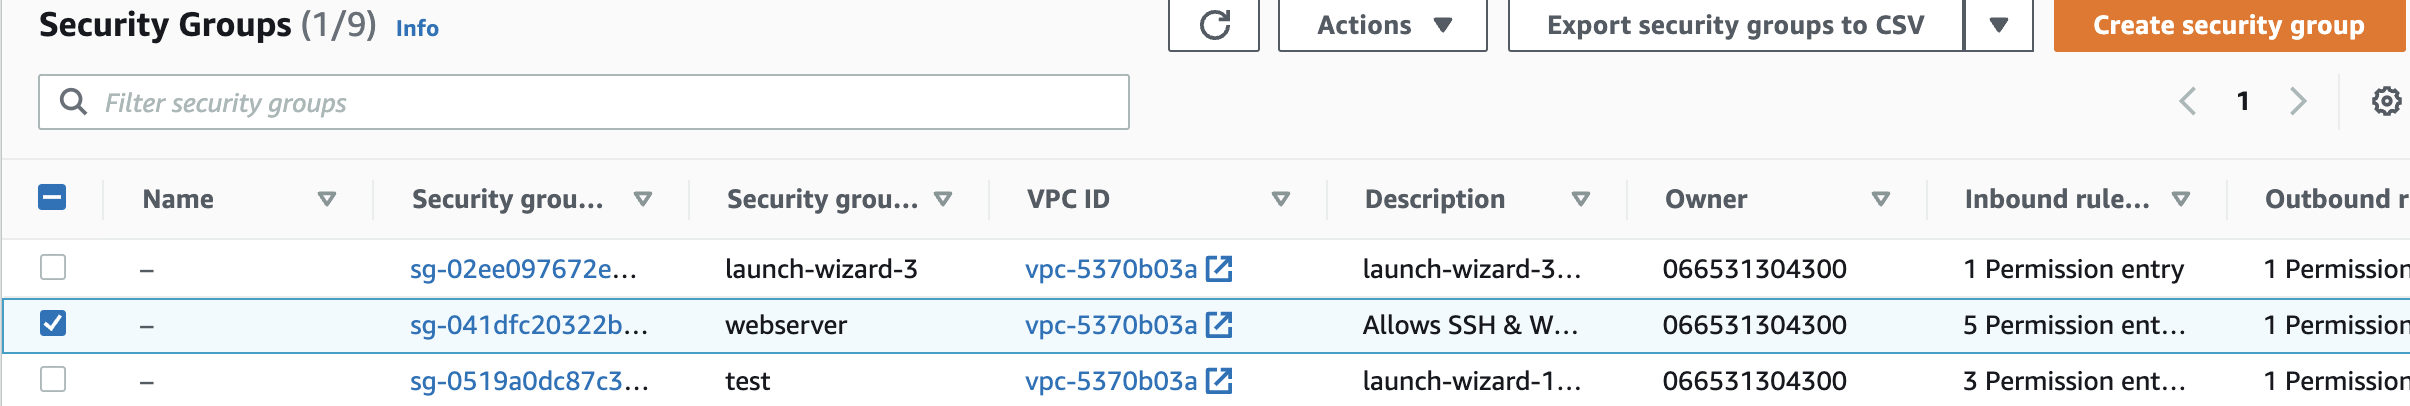 Security Groups (1/9) Info Actions Export security groups to CSV Create security group
Filter security groups 1
Name Security grou... Security grou... VPC ID Description Owner Inbound rule... Outbound r
– sg-02ee097672e... launch-wizard-3 vpc-5370b03a launch-wizard-3... 066531304300 1 Permission entry 1 Permission
– sg-041dfc20322b... webserver vpc-5370b03a Allows SSH & W... 066531304300 5 Permission ent... 1 Permission
– sg-0519a0dc87c3... test vpc-5370b03a launch-wizard-1... 066531304300 3 Permission ent... 1 Permission